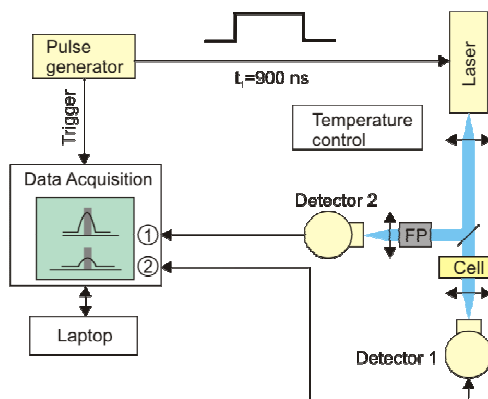 Pulse
generator
tᵢ=900 ns
Laser
Trigger
Temperature
control
Data Acquisition
Detector 2
1
FP
2
Cell
Laptop
Detector 1